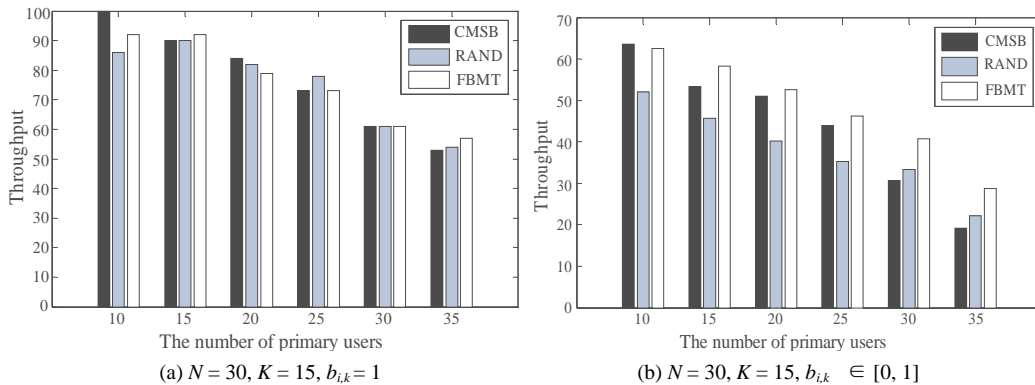 100
90
80
70
60
50
40
30
20
10
0
Throughput
CMSB
RAND
FBMT
10 15 20 25 30 35
The number of primary users
(a) N = 30, K = 15, b_{i,k} = 1
70
60
50
40
30
20
10
0
Throughput
CMSB
RAND
FBMT
10 15 20 25 30 35
The number of primary users
(b) N = 30, K = 15, b_{i,k} ∈ [0, 1]